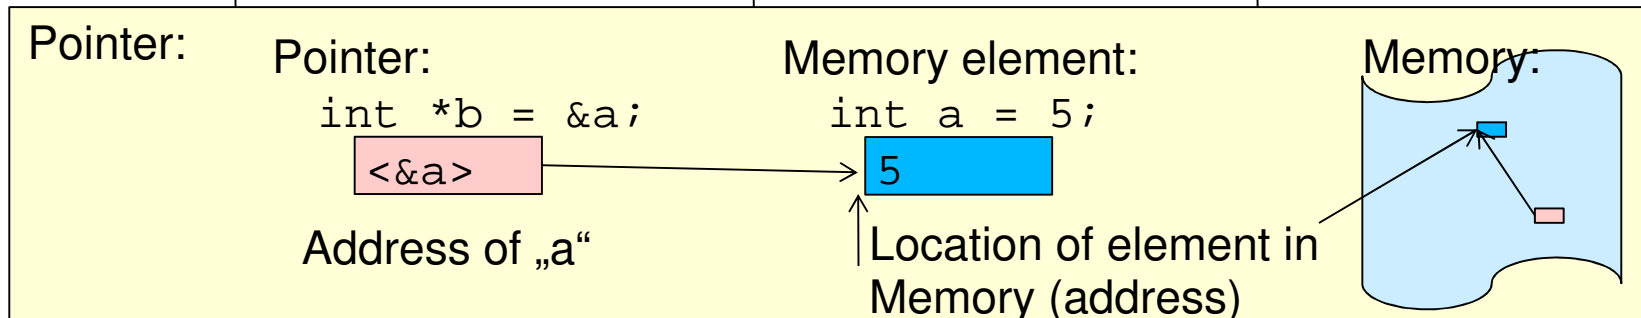 Pointer:
Pointer:
int *b = &a;
<&a>
Address of „a“
Memory element:
int a = 5;
5
Location of element in
Memory (address)
Memory: